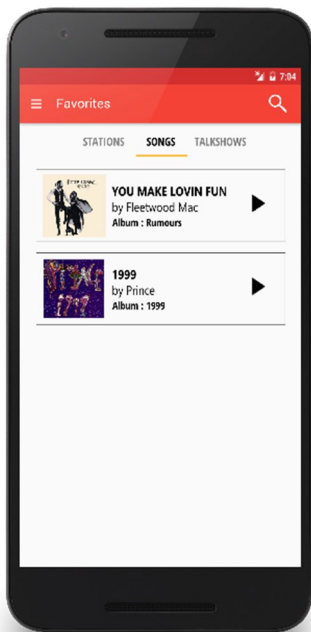 7:04
Favorites
STATIONS SONGS TALKSHOWS
YOU MAKE LOVIN FUN
by Fleetwood Mac
Album : Rumours
1999
by Prince
Album : 1999